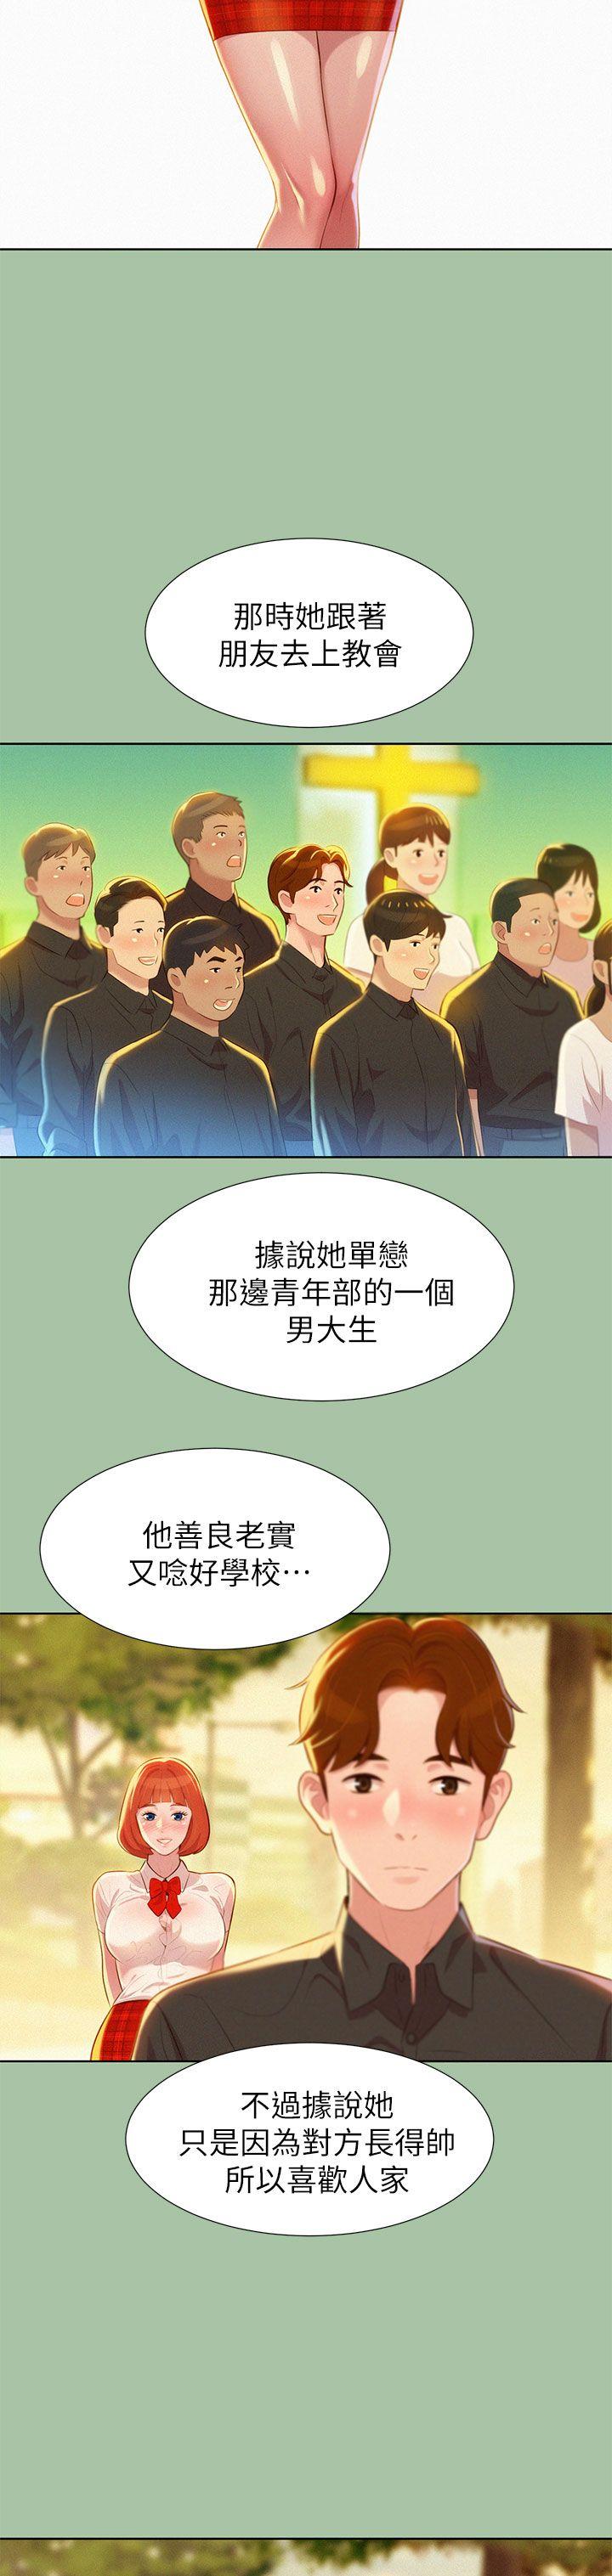 那時她跟著
朋友去上教會
據說她單戀
那邊青年部的一個
男大生
他善良老實
又唸好學校⋯
不過據說她
只是因為對方長得帥
所以喜歡人家